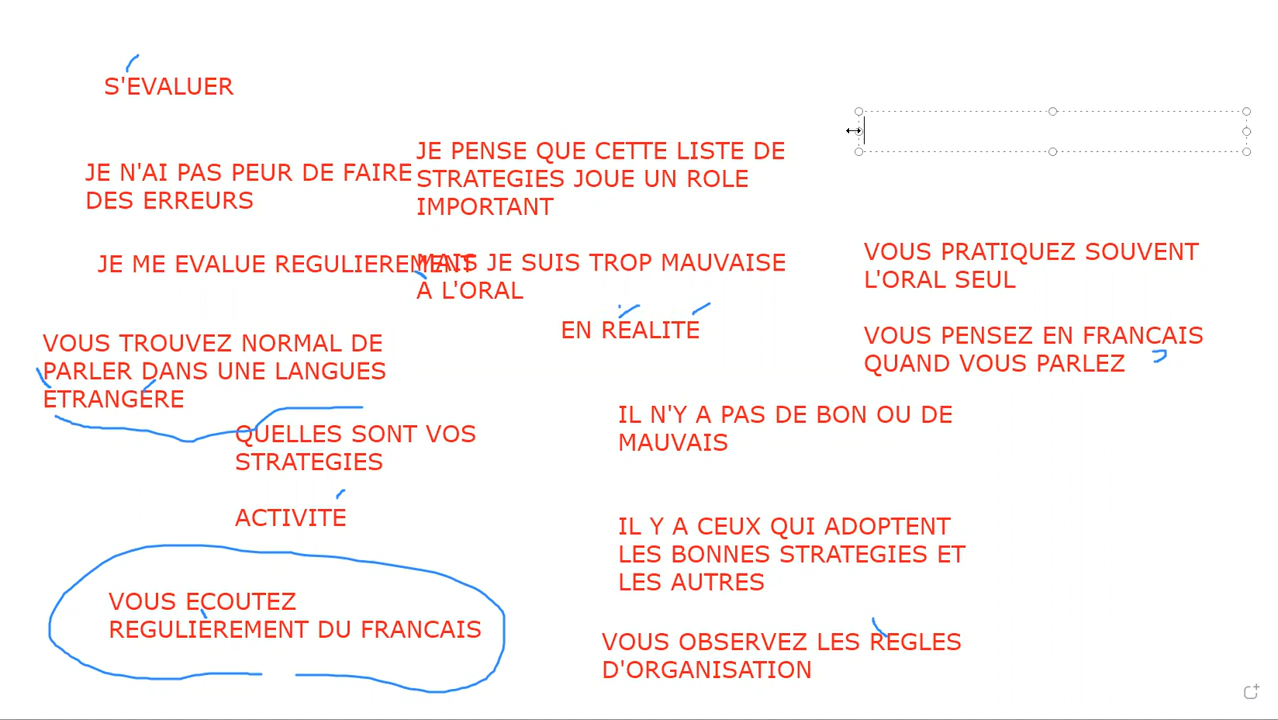 S'EVALUER
JE N'AI PAS PEUR DE FAIRE
DES ERREURS
JE ME EVALUE REGULIEREMENT
VOUS TROUVEZ NORMAL DE
PARLER DANS UNE LANGUES
ETRANGERE
QUELLES SONT VOS
STRATEGIES
ACTIVITE
VOUS ECOUTEZ
REGULIEREMENT DU FRANCAIS
JE PENSE QUE CETTE LISTE DE
STRATEGIES JOUE UN ROLE
IMPORTANT
MAIS JE SUIS TROP MAUVAISE
A L'ORAL
EN REALITE
IL N'Y A PAS DE BON OU DE
MAUVAIS
IL Y A CEUX QUI ADOPTENT
LES BONNES STRATEGIES ET
LES AUTRES
VOUS OBSERVEZ LES REGLES
D'ORGANISATION
VOUS PRATIQUEZ SOUVENT
L'ORAL SEUL
VOUS PENSEZ EN FRANCAIS
QUAND VOUS PARLEZ